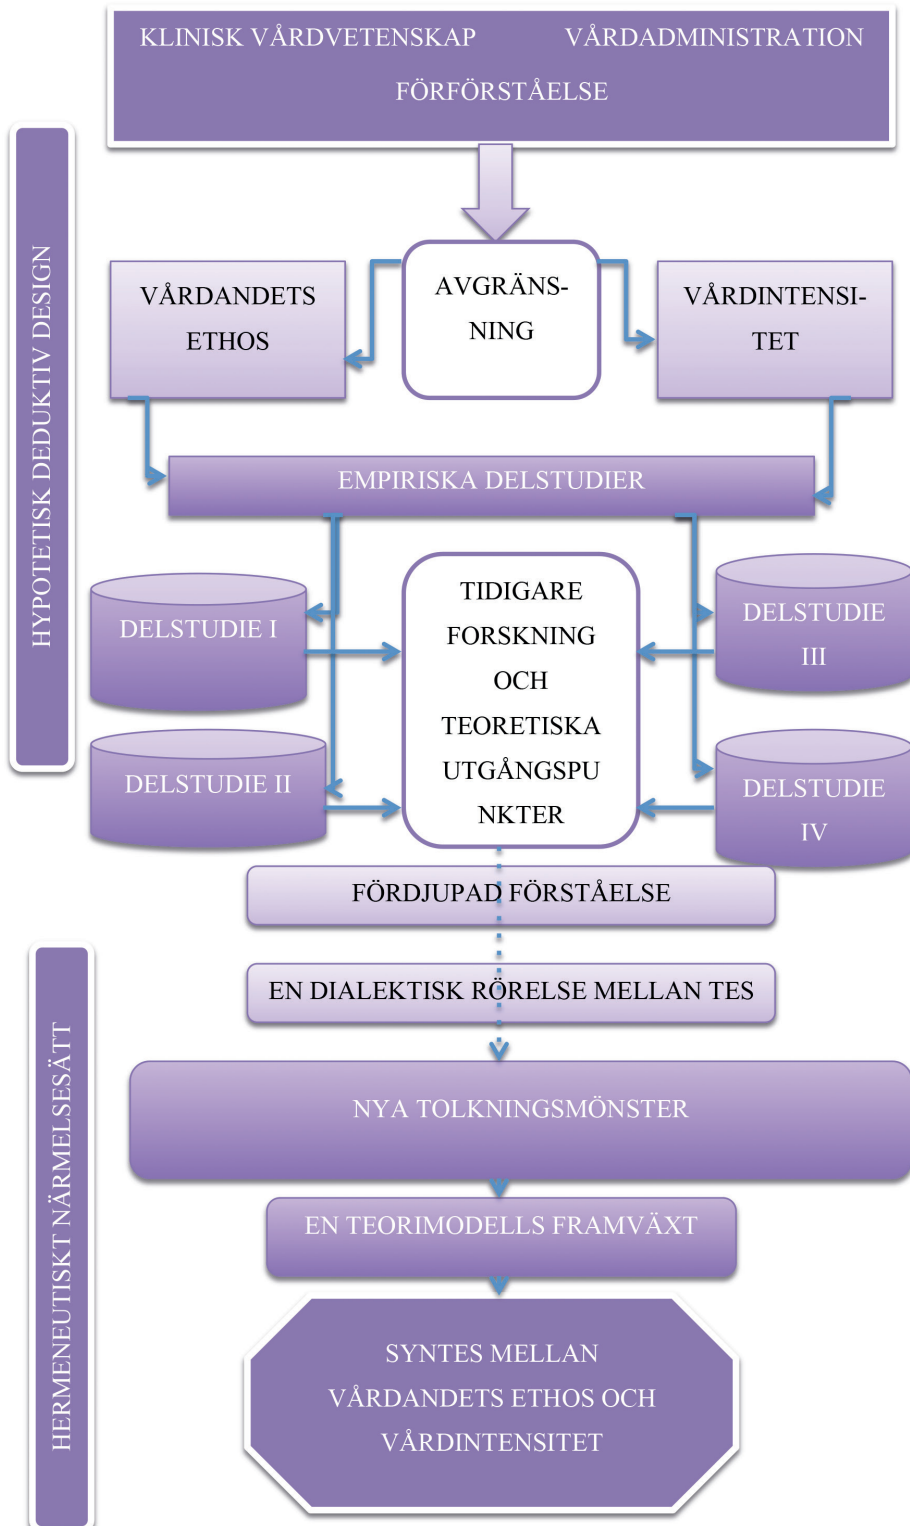 KLINISK VÅRDVETENSKAP VÅRDADMINISTRATION
FÖRFÖRSTÅELSE
HYPOTETISK DEDUKTIV DESIGN
VÅRDANDETS
ETHOS
AVGRÄNS-
NING
VÅRDINTENSI-
TET
EMPIRISKA DELSTUDIER
DELSTUDIE I
DELSTUDIE II
TIDIGARE
FORSKNING
OCH
TEORETISKA
UTGÅNGSPU
NKTER
DELSTUDIE
III
DELSTUDIE
IV
FÖRDJUPAD FÖRSTÅELSE
HERMENEUTISKT NÄRMELSESÄTT
EN DIALEKTISK RÖRELSE MELLAN TES
NYA TOLKNINGSMÖNSTER
EN TEORIMODELLS FRAMVÄXT
SYNTES MELLAN
VÅRDANDETS ETHOS OCH
VÅRDINTENSITET